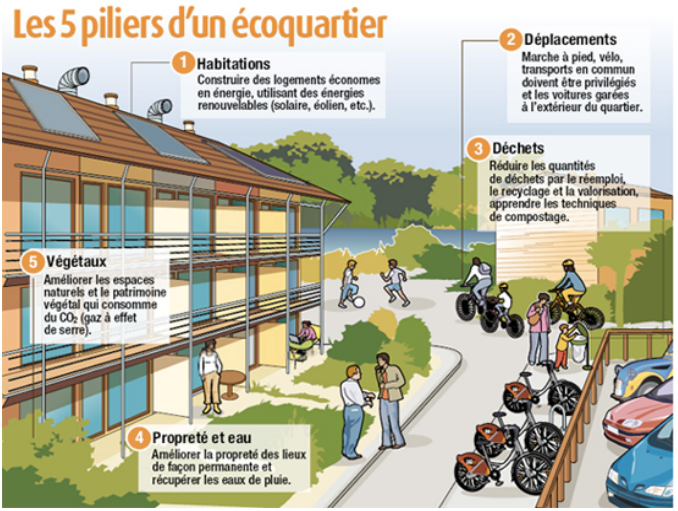 Les 5 piliers d'un écoquartier
1 Habitations
Construire des logements économes
en énergie, utilisant des énergies
renouvelables (solaire, éolien, etc.).
2 Déplacements
Marche à pied, vélo,
transports en commun
doivent être privilégiés
et les voitures garées
à l'extérieur du quartier.
3 Déchets
Réduire les quantités
de déchets par le réemploi,
le recyclage et la valorisation,
apprendre les techniques
de compostage.
5 Végétaux
Améliorer les espaces
naturels et le patrimoine
végétal qui consomme
du CO₂ (gaz à effet
de serre).
4 Propreté et eau
Améliorer la propreté des lieux
de façon permanente et
récupérer les eaux de pluie.